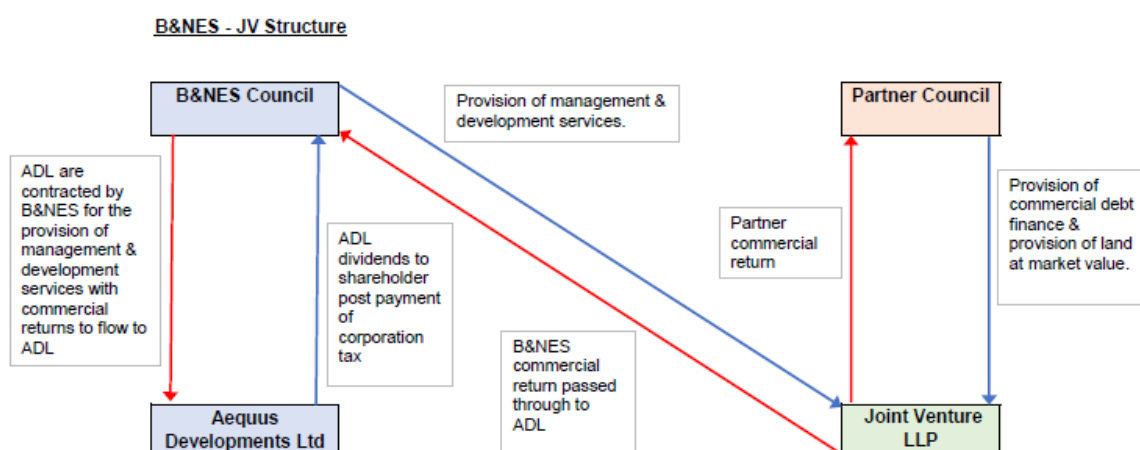 B&NES - JV Structure
B&NES Council
Provision of management &
development services.
Partner Council
ADL are
contracted by
B&NES for the
provision of
management &
development
services with
commercial
returns to flow to
ADL
ADL
dividends to
shareholder
post payment
of
corporation
tax
Partner
commercial
return
Provision of
commercial debt
finance &
provision of land
at market value.
B&NES
commercial
return passed
through to
ADL
Aequus
Developments Ltd
Joint Venture
LLP